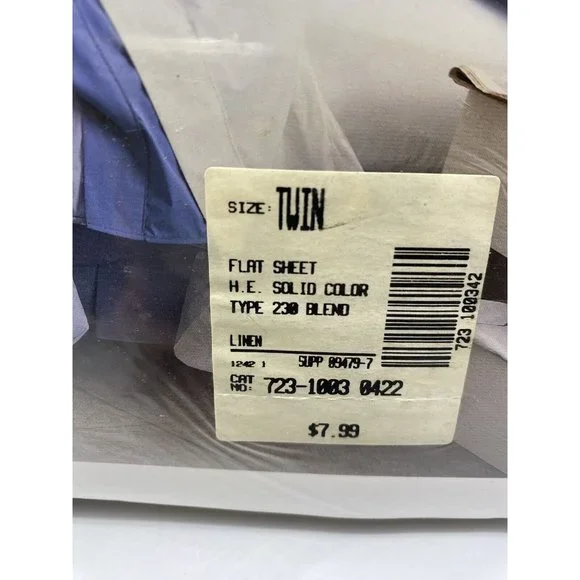 SIZE: TWIN
FLAT SHEET
H.E. SOLID COLOR
TYPE 230 BLEND
LINEN
1242 1 SUPP 09479-7
CAT NO: 723-1003 0422
$7.99
723 100342